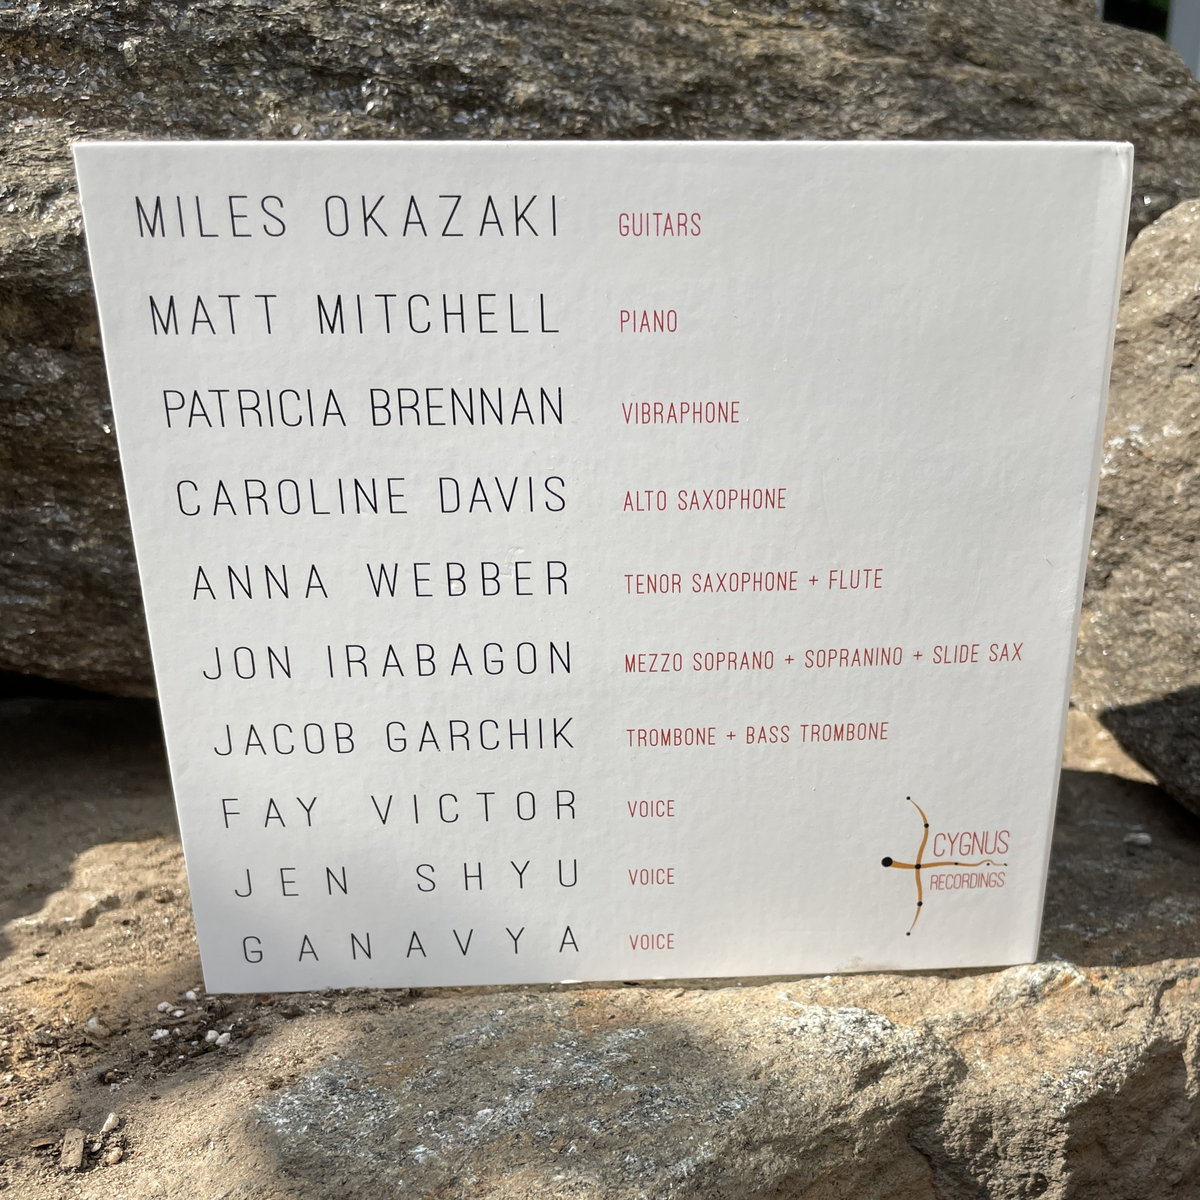 MILES OKAZAKI GUITARS
MATT MITCHELL PIANO
PATRICIA BRENNAN VIBRAPHONE
CAROLINE DAVIS ALTO SAXOPHONE
ANNA WEBBER TENOR SAXOPHONE + FLUTE
JON IRABAGON MEZZO SOPRANO + SOPRANINO + SLIDE SAX
JACOB GARCHIK TROMBONE + BASS TROMBONE
FAY VICTOR VOICE
JEN SHYU VOICE
GANAVYA VOICE
CYGNUS
RECORDINGS